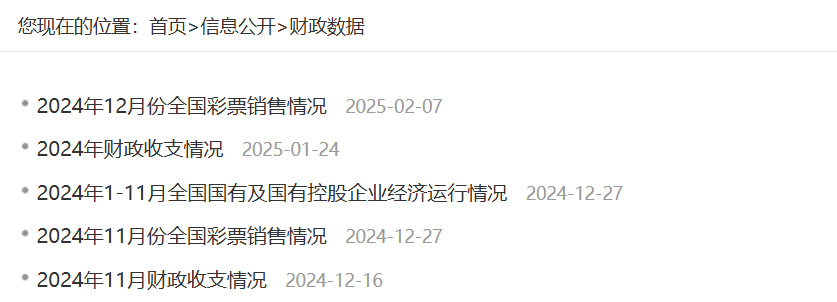 您现在的位置：首页>信息公开>财政数据
2024年12月份全国彩票销售情况 2025-02-07
2024年财政收支情况 2025-01-24
2024年1-11月全国国有及国有控股企业经济运行情况 2024-12-27
2024年11月份全国彩票销售情况 2024-12-27
2024年11月财政收支情况 2024-12-16